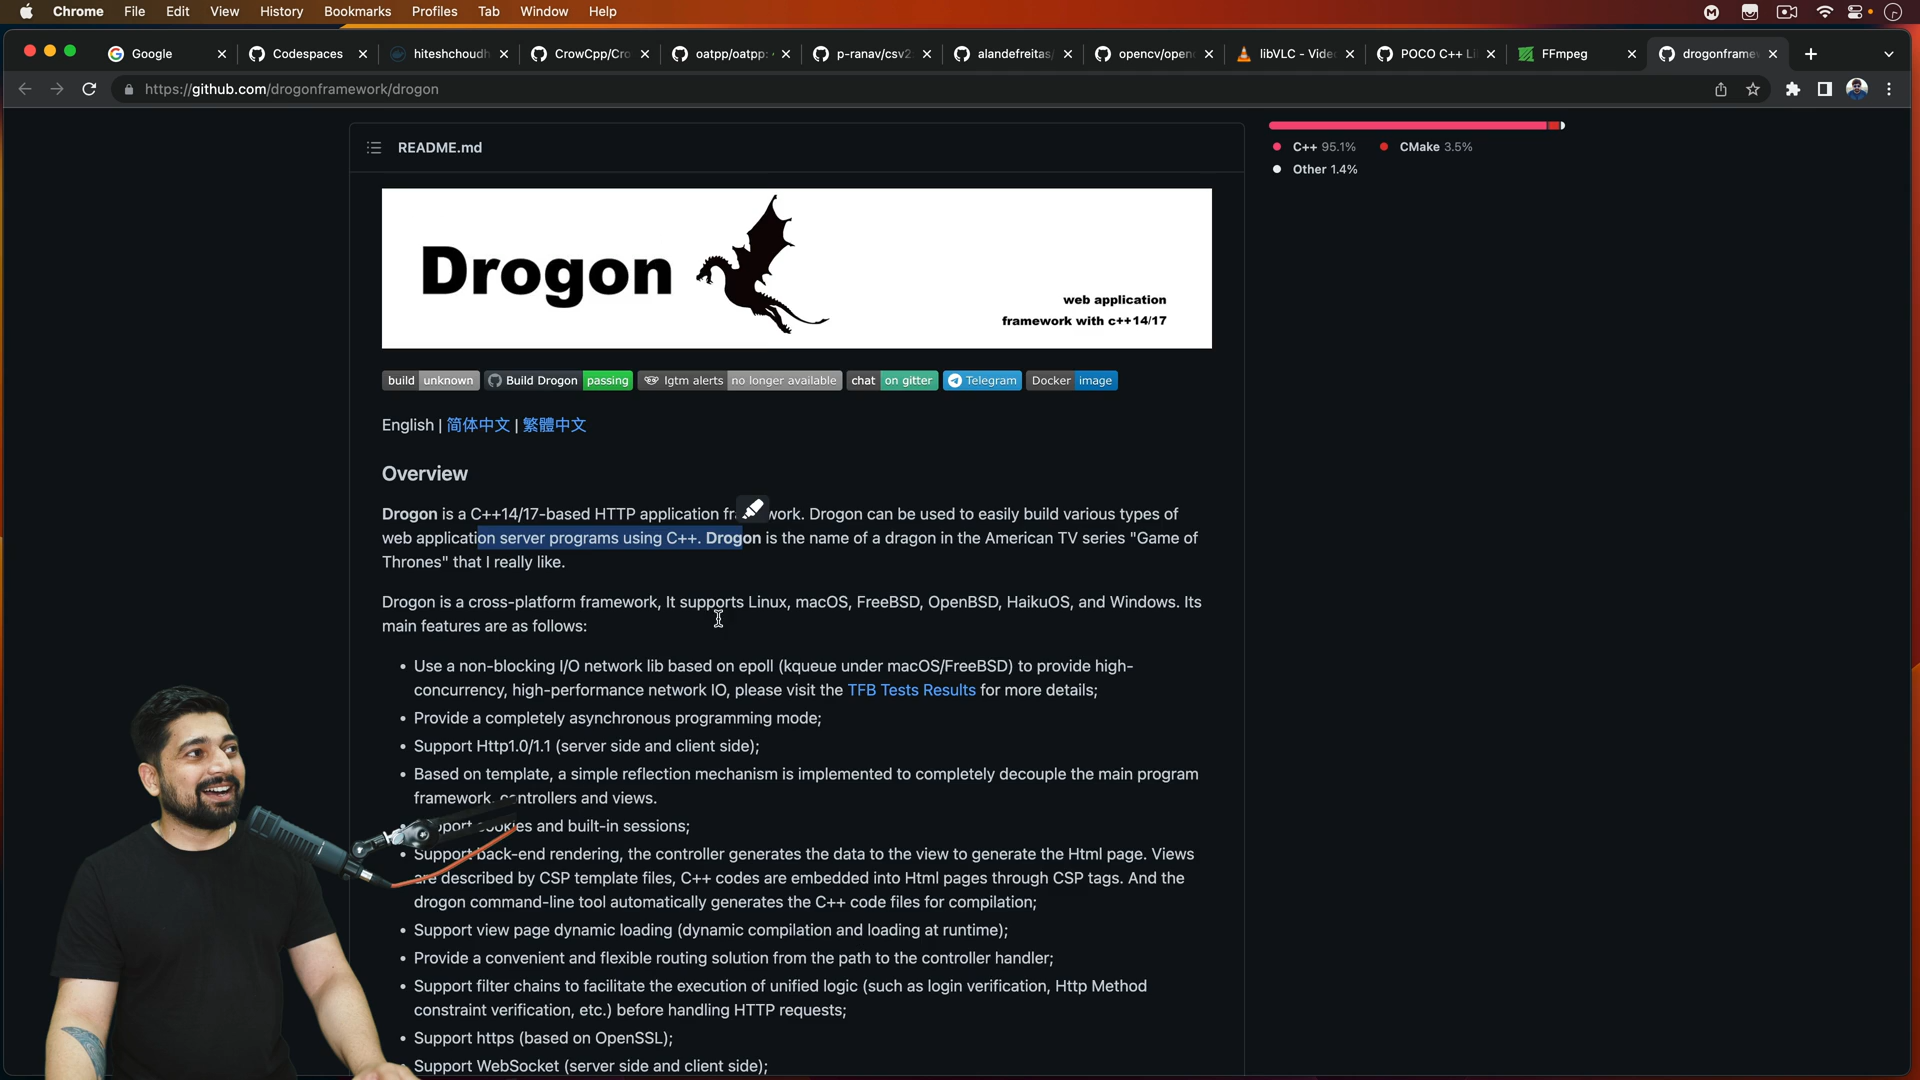 Chrome File Edit View History Bookmarks Profiles Tab Window Help
Google Codespaces hiteshchoudh CrowCpp/Cro oatpp/oatpp: p-ranav/csv2 alandefreitas/ opencv/openc libVLC - Vide POCO C++ Li FFmpeg drogonframew
https://github.com/drogonframework/drogon
README.md
C++ 95.1% CMake 3.5%
Other 1.4%
Drogon
web application
framework with c++14/17
build unknown Build Drogon passing lgtm alerts no longer available chat on gitter Telegram Docker image
English | 简体中文 | 繁體中文
Overview
Drogon is a C++14/17-based HTTP application fr work. Drogon can be used to easily build various types of
web application server programs using C++. Drogon is the name of a dragon in the American TV series "Game of
Thrones" that I really like.
Drogon is a cross-platform framework, It supports Linux, macOS, FreeBSD, OpenBSD, HaikuOS, and Windows. Its
main features are as follows:
• Use a non-blocking I/O network lib based on epoll (kqueue under macOS/FreeBSD) to provide high-
concurrency, high-performance network IO, please visit the TFB Tests Results for more details;
• Provide a completely asynchronous programming mode;
• Support Http1.0/1.1 (server side and client side);
• Based on template, a simple reflection mechanism is implemented to completely decouple the main program
framework, controllers and views.
Support cookies and built-in sessions;
• Support back-end rendering, the controller generates the data to the view to generate the Html page. Views
are described by CSP template files, C++ codes are embedded into Html pages through CSP tags. And the
drogon command-line tool automatically generates the C++ code files for compilation;
• Support view page dynamic loading (dynamic compilation and loading at runtime);
• Provide a convenient and flexible routing solution from the path to the controller handler;
• Support filter chains to facilitate the execution of unified logic (such as login verification, Http Method
constraint verification, etc.) before handling HTTP requests;
• Support https (based on OpenSSL);
• Support WebSocket (server side and client side);